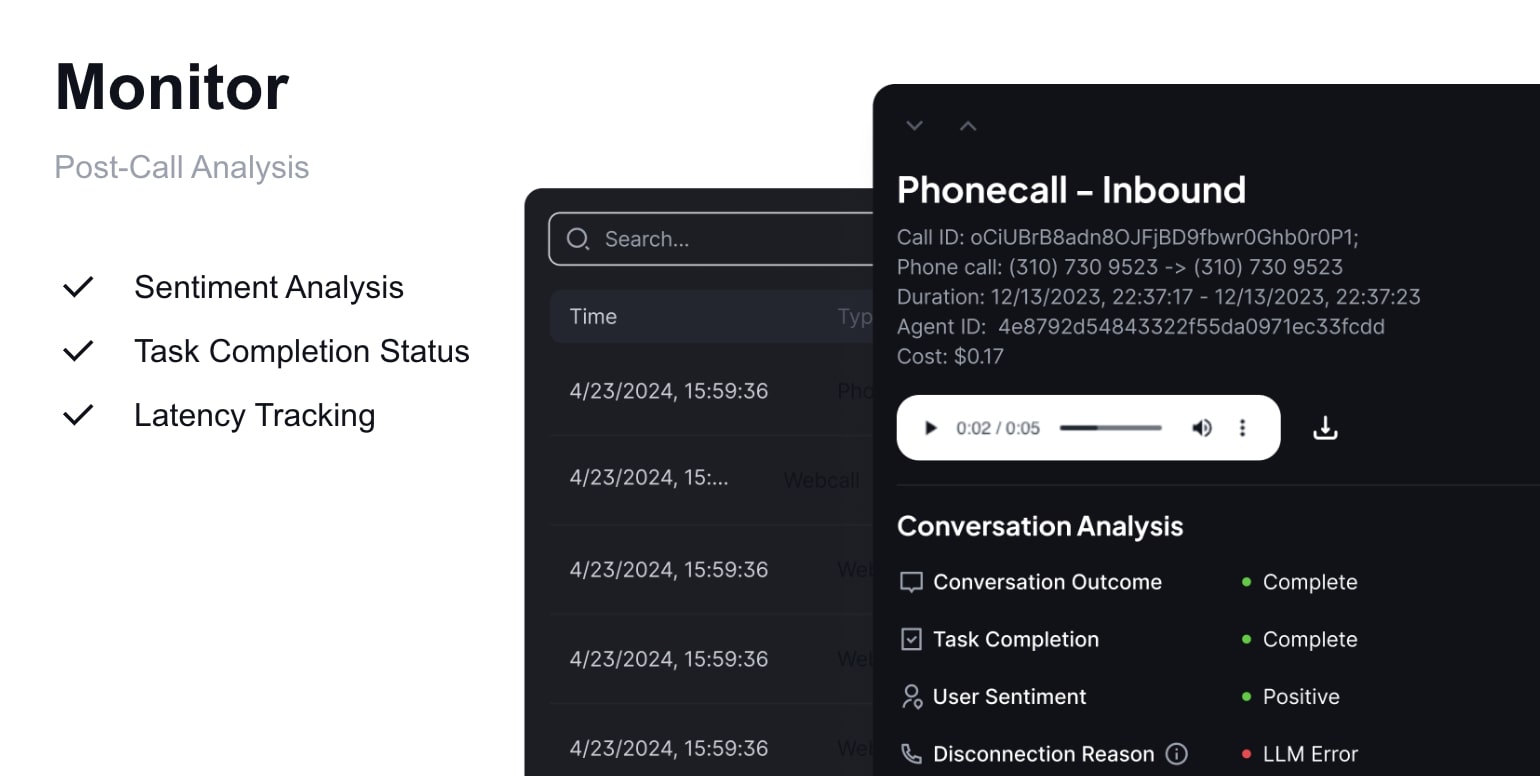 Monitor
Post-Call Analysis
Sentiment Analysis
Task Completion Status
Latency Tracking
Search...
Time
Typ
4/23/2024, 15:59:36
Pho
4/23/2024, 15:...
Webcall
4/23/2024, 15:59:36
Web
4/23/2024, 15:59:36
Web
4/23/2024, 15:59:36
Web
Phonecall – Inbound
Call ID: oCiUBrB8adn8OJFjBD9fbwr0Ghb0r0P1;
Phone call: (310) 730 9523 -> (310) 730 9523
Duration: 12/13/2023, 22:37:17 - 12/13/2023, 22:37:23
Agent ID: 4e8792d54843322f55da0971ec33fcdd
Cost: $0.17
0:02 / 0:05
Conversation Analysis
Conversation Outcome Complete
Task Completion Complete
User Sentiment Positive
Disconnection Reason LLM Error